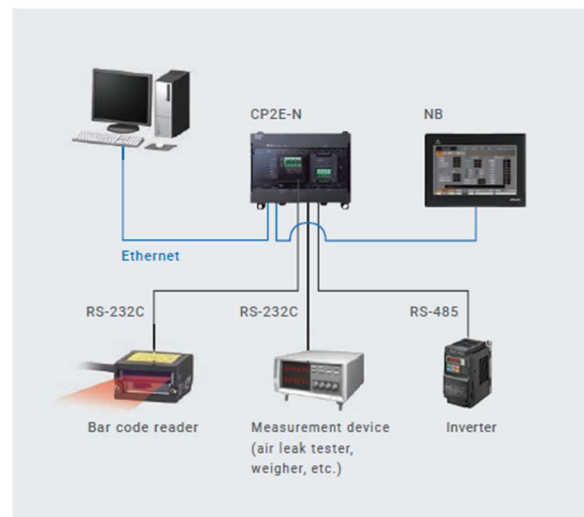 CP2E-N
NB
Ethernet
RS-232C
RS-232C
RS-485
Bar code reader
Measurement device
(air leak tester,
weigher, etc.)
Inverter